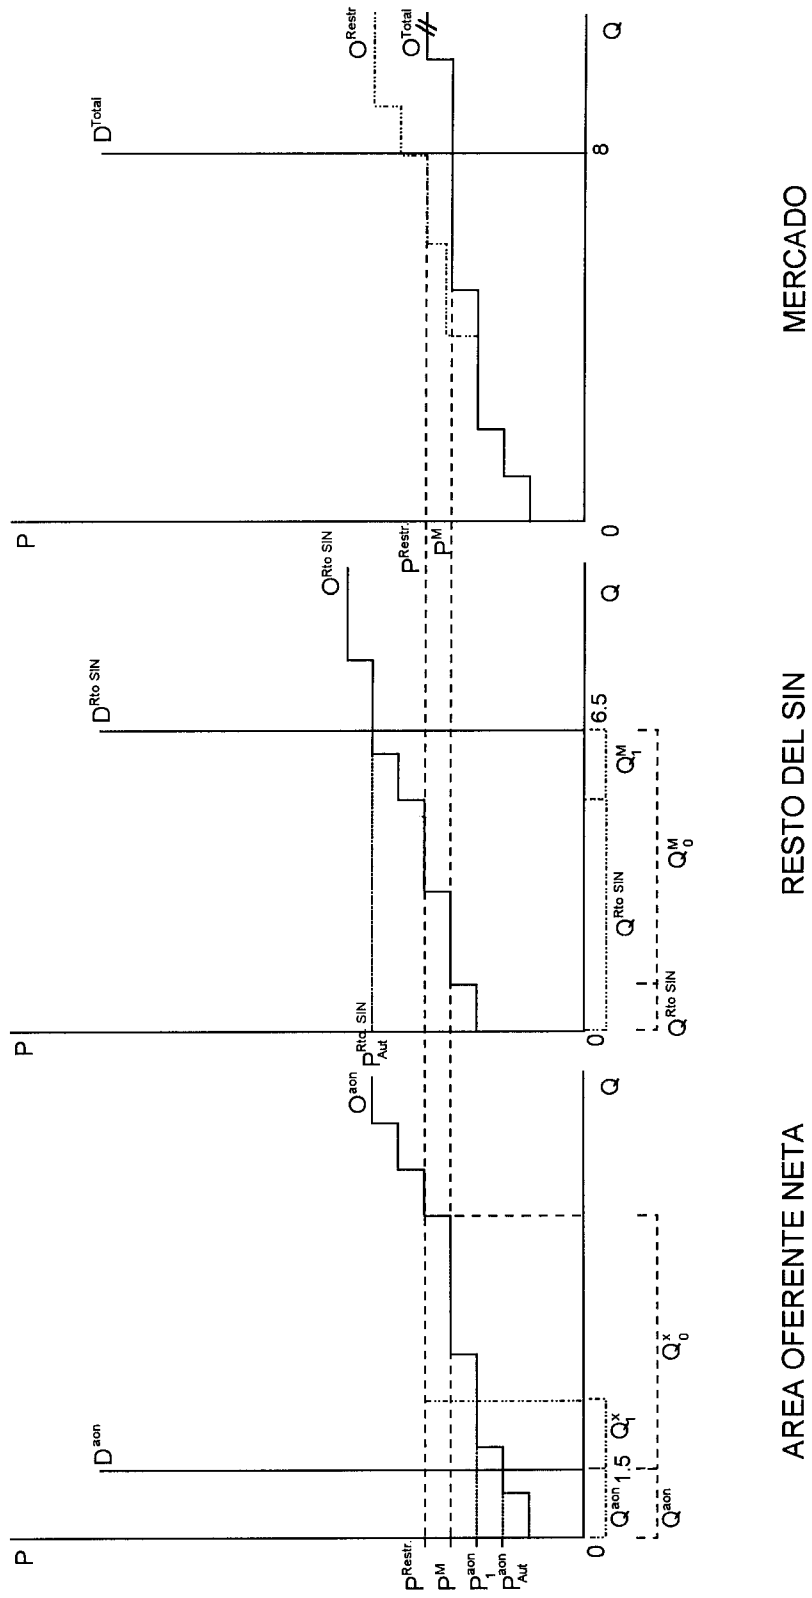 P
D^aon
O^aon
P^Restr.
P^M
P_1^aon
P_Aut^aon
0
1.5
Q
Q^aon
Q_1^x
Q^aon
Q_0^x
AREA OFERENTE NETA
P
D^Rto SIN
O^Rto SIN
P_Aut^Rto. SIN
0
6.5
Q
Q^Rto SIN
Q_1^M
Q^Rto SIN
Q_0^M
RESTO DEL SIN
P
D^Total
O^Restr
O^Total
P^Restr.
P^M
0
8
Q
MERCADO